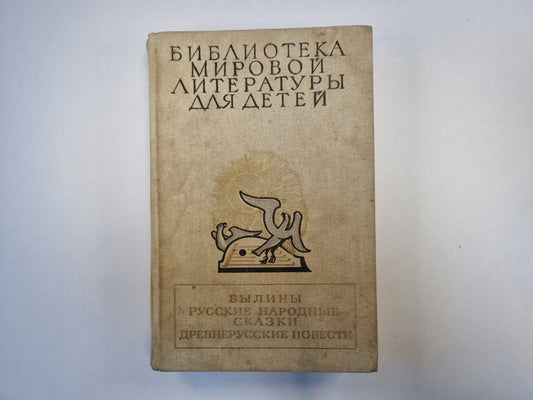 БИБЛИОТЕКА
МИРОВОЙ
ЛИТЕРАТУРЫ
ДЛЯ ДЕТЕЙ
БЫЛИНЫ
РУССКИЕ НАРОДНЫЕ
СКАЗКИ
ДРЕВНЕРУССКИЕ ПОВЕСТИ